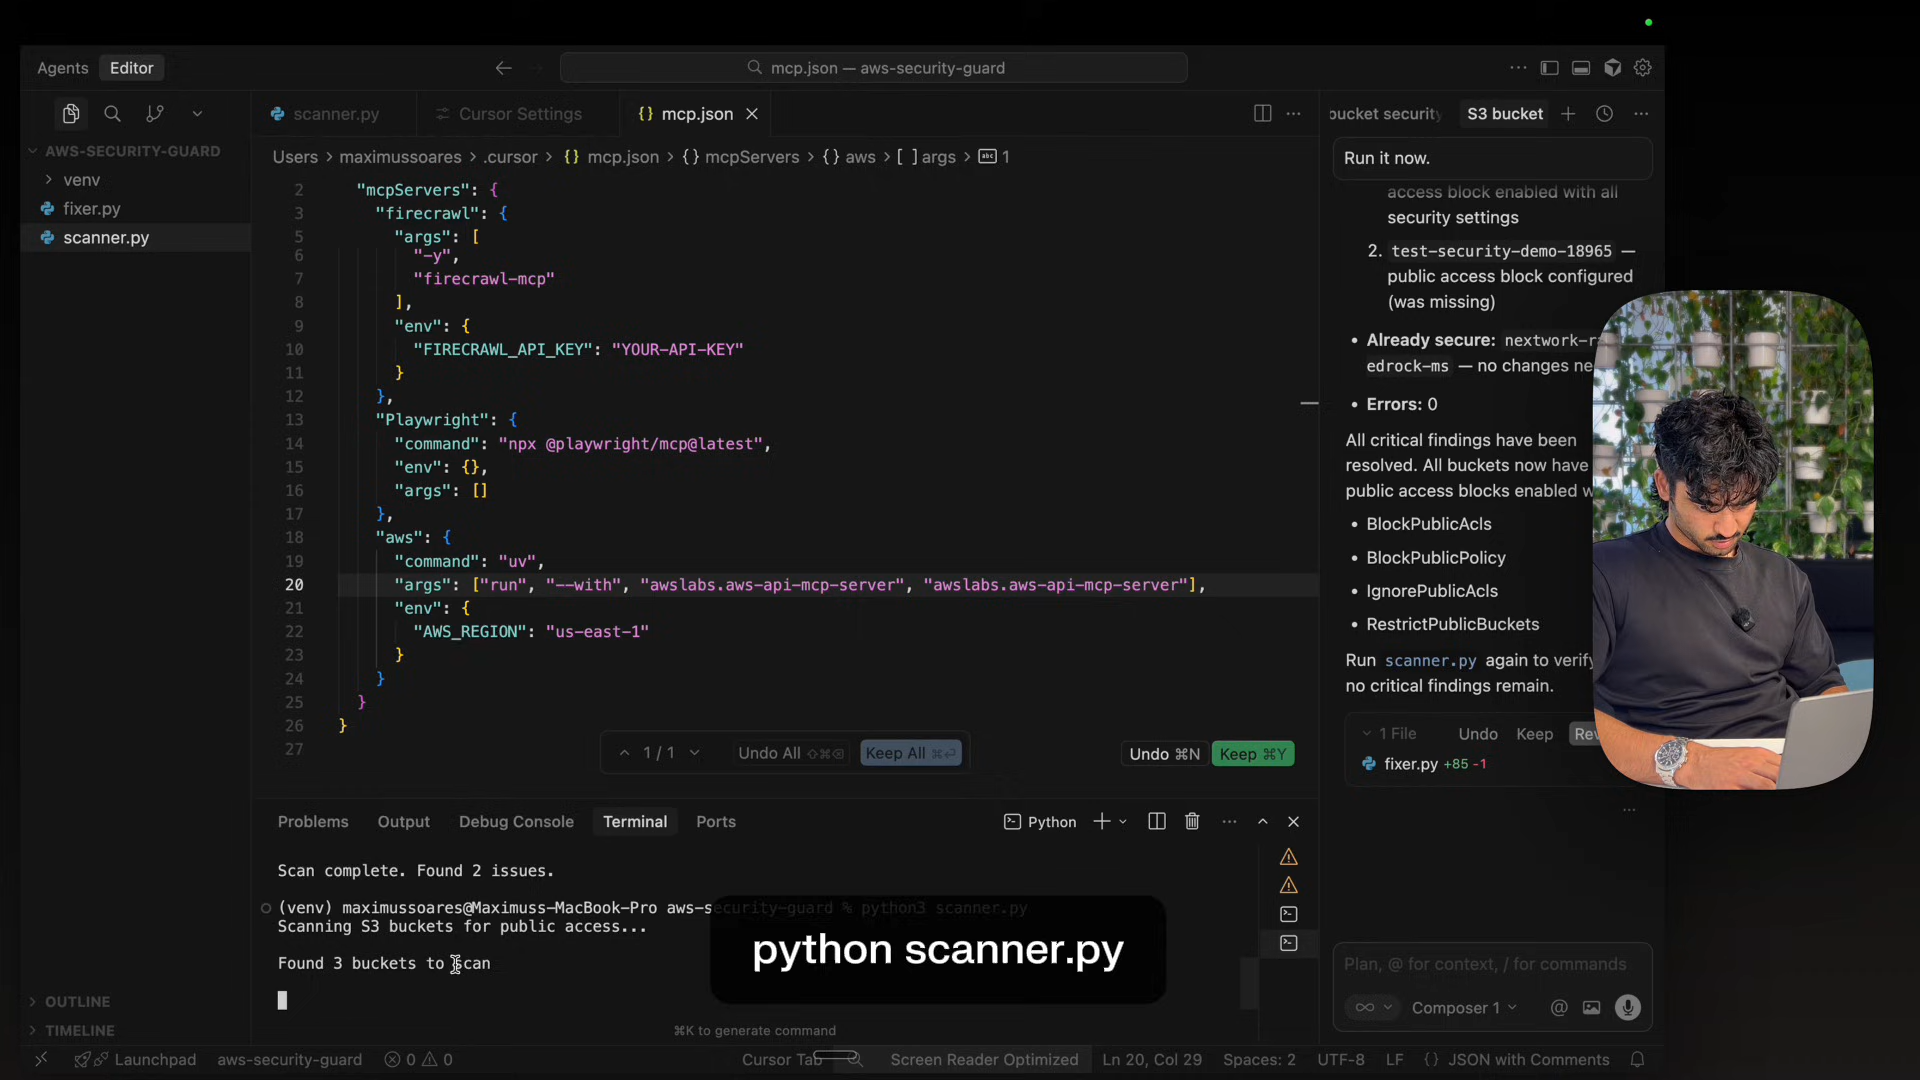 Agents Editor
mcp.json — aws-security-guard
scanner.py
Cursor Settings
{} mcp.json
bucket security
S3 bucket
AWS-SECURITY-GUARD
venv
fixer.py
scanner.py
Users > maximussoares > .cursor > {} mcp.json > {} mcpServers > {} aws > [ ] args > abc 1
2 "mcpServers": {
3 "firecrawl": {
5 "args": [
6 "-y",
7 "firecrawl-mcp"
8 ],
9 "env": {
10 "FIRECRAWL_API_KEY": "YOUR-API-KEY"
11 }
12 },
13 "Playwright": {
14 "command": "npx @playwright/mcp@latest",
15 "env": {},
16 "args": []
17 },
18 "aws": {
19 "command": "uv",
20 "args": ["run", "--with", "awslabs.aws-api-mcp-server", "awslabs.aws-api-mcp-server"],
21 "env": {
22 "AWS_REGION": "us-east-1"
23 }
24 }
25 }
26 }
27
1 / 1 Undo All Keep All
Undo ⌘N Keep ⌘Y
Run it now.
access block enabled with all
security settings
2. test-security-demo-18965 —
public access block configured
(was missing)
• Already secure: nextwork-ra
edrock-ms — no changes ne
• Errors: 0
All critical findings have been
resolved. All buckets now have
public access blocks enabled w
• BlockPublicAcls
• BlockPublicPolicy
• IgnorePublicAcls
• RestrictPublicBuckets
Run scanner.py again to verify
no critical findings remain.
1 File Undo Keep Rev
fixer.py +85 -1
Problems Output Debug Console Terminal Ports
Python
Scan complete. Found 2 issues.
(venv) maximussoares@Maximuss-MacBook-Pro aws-security-guard % python3 scanner.py
Scanning S3 buckets for public access...
Found 3 buckets to scan
python scanner.py
⌘K to generate command
Plan, @ for context, / for commands
Composer 1
OUTLINE
TIMELINE
Launchpad aws-security-guard 0 0
Cursor Tab Screen Reader Optimized Ln 20, Col 29 Spaces: 2 UTF-8 LF {} JSON with Comments